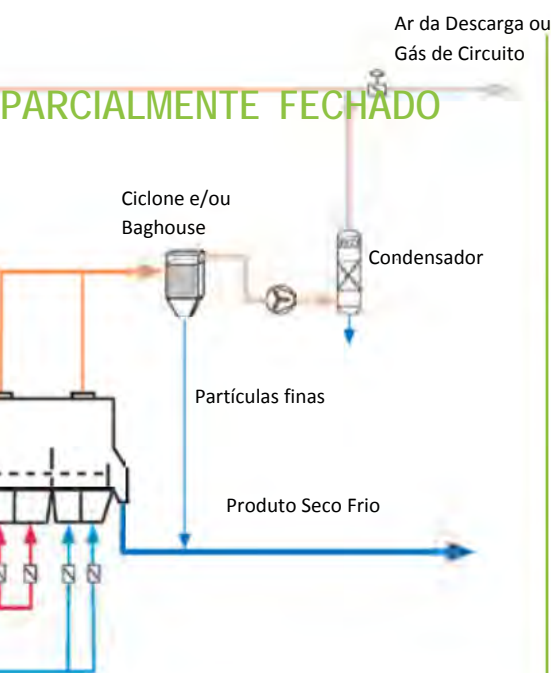 Ar da Descarga ou
Gás de Circuito
PARCIALMENTE FECHADO
Ciclone e/ou
Baghouse
Condensador
Partículas finas
Produto Seco Frio